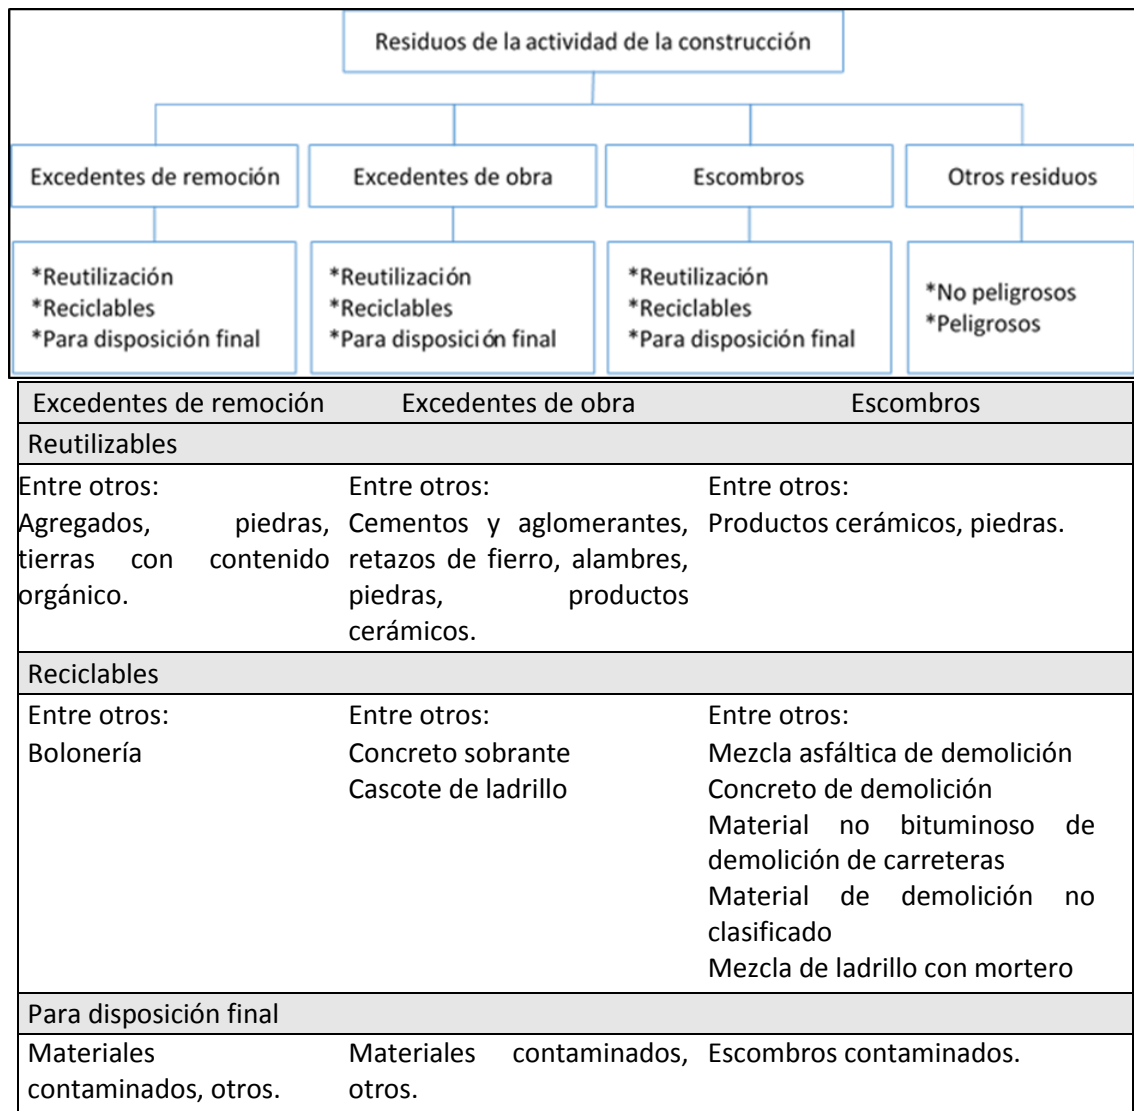 Residuos de la actividad de la construcción
Excedentes de remoción
Excedentes de obra
Escombros
Otros residuos
*Reutilización
*Reciclables
*Para disposición final
*Reutilización
*Reciclables
*Para disposición final
*Reutilización
*Reciclables
*Para disposición final
*No peligrosos
*Peligrosos
Excedentes de remoción Excedentes de obra Escombros
Reutilizables
Entre otros:
Agregados, piedras,
tierras con contenido
orgánico.
Entre otros:
Cementos y aglomerantes,
retazos de fierro, alambres,
piedras, productos
cerámicos.
Entre otros:
Productos cerámicos, piedras.
Reciclables
Entre otros:
Bolonería
Entre otros:
Concreto sobrante
Cascote de ladrillo
Entre otros:
Mezcla asfáltica de demolición
Concreto de demolición
Material no bituminoso de
demolición de carreteras
Material de demolición no
clasificado
Mezcla de ladrillo con mortero
Para disposición final
Materiales
contaminados, otros.
Materiales contaminados,
otros.
Escombros contaminados.